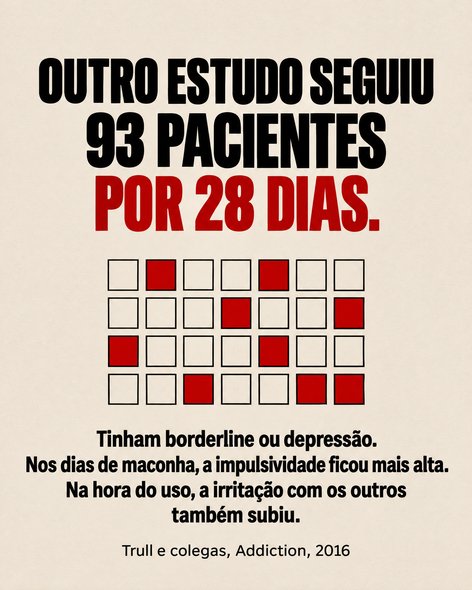 OUTRO ESTUDO SEGUIU
93 PACIENTES
POR 28 DIAS.
Tinham borderline ou depressão.
Nos dias de maconha, a impulsividade ficou mais alta.
Na hora do uso, a irritação com os outros
também subiu.
Trull e colegas, Addiction, 2016